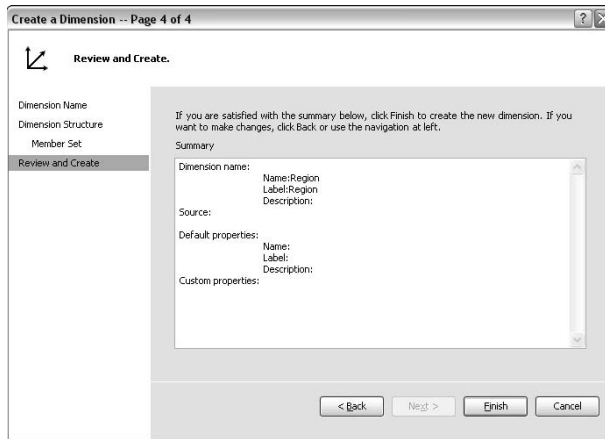 Create a Dimension -- Page 4 of 4
Review and Create.
Dimension Name
Dimension Structure
Member Set
Review and Create
If you are satisfied with the summary below, click Finish to create the new dimension. If you
want to make changes, click Back or use the navigation at left.
Summary
Dimension name:
Name:Region
Label:Region
Description:
Source:
Default properties:
Name:
Label:
Description:
Custom properties:
< Back
Next >
Finish
Cancel